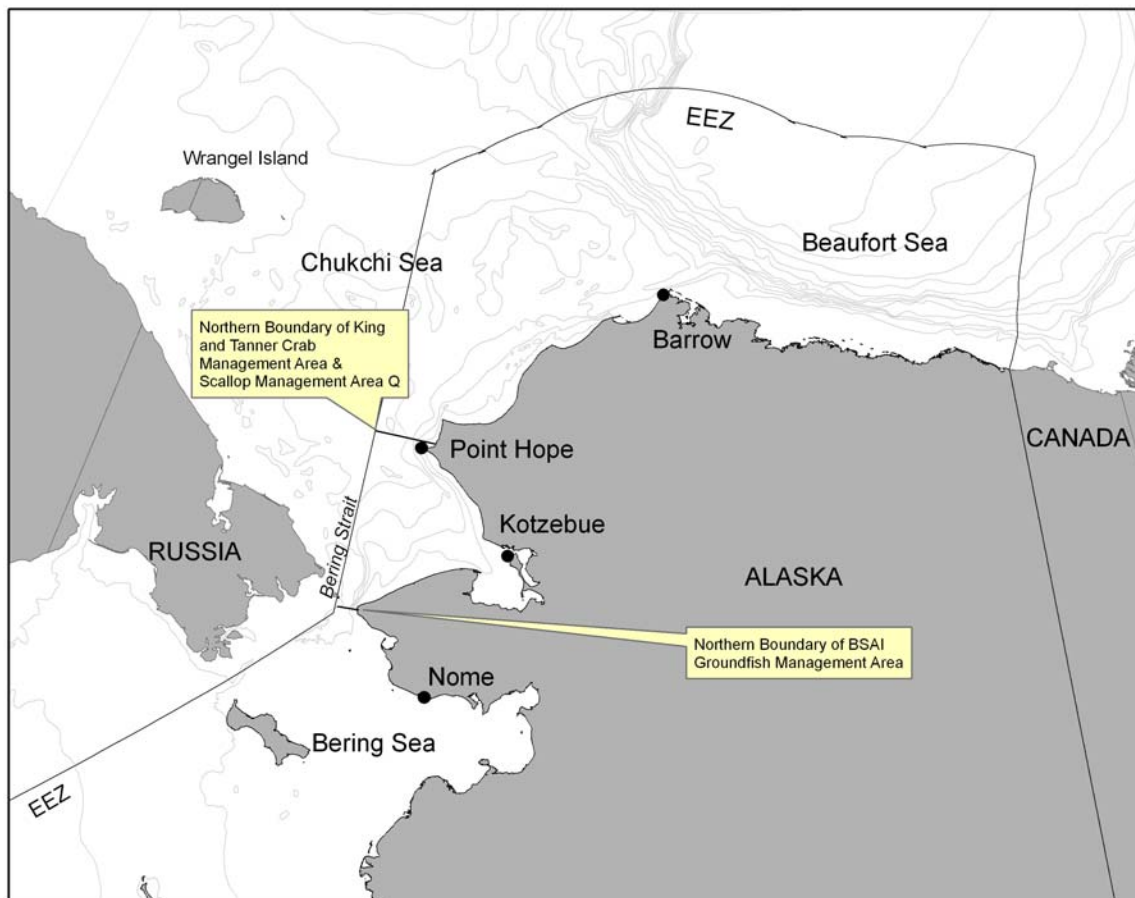 EEZ
Wrangel Island
Beaufort Sea
Chukchi Sea
Northern Boundary of King
and Tanner Crab
Management Area &
Scallop Management Area Q
Barrow
Point Hope
CANADA
Bering Strait
Kotzebue
RUSSIA
ALASKA
Northern Boundary of BSAI
Groundfish Management Area
Nome
Bering Sea
EEZ